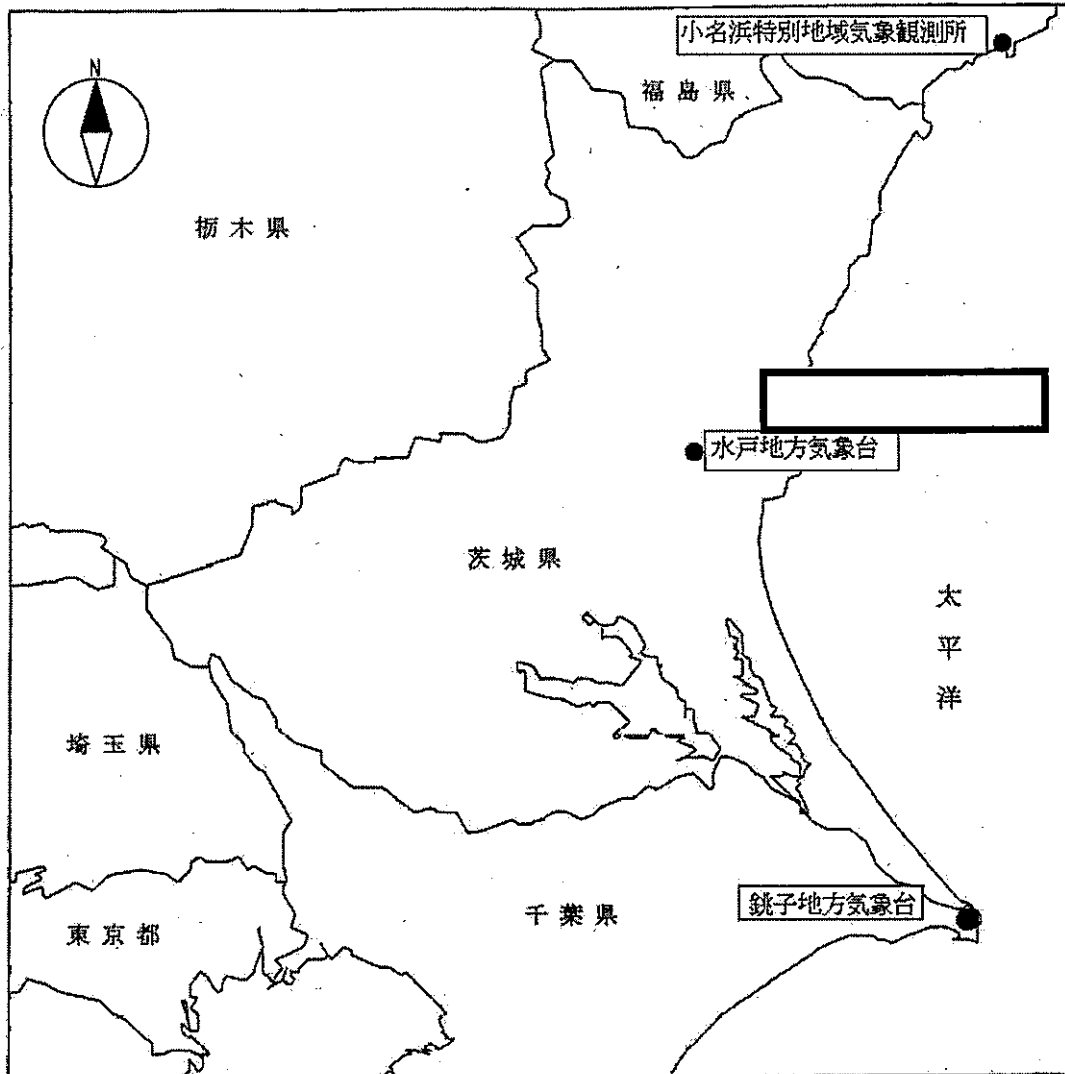 小名浜特別地域気象観測所
N
福島県
栃木県
水戸地方気象台
茨城県
太平洋
埼玉県
銚子地方気象台
千葉県
東京都